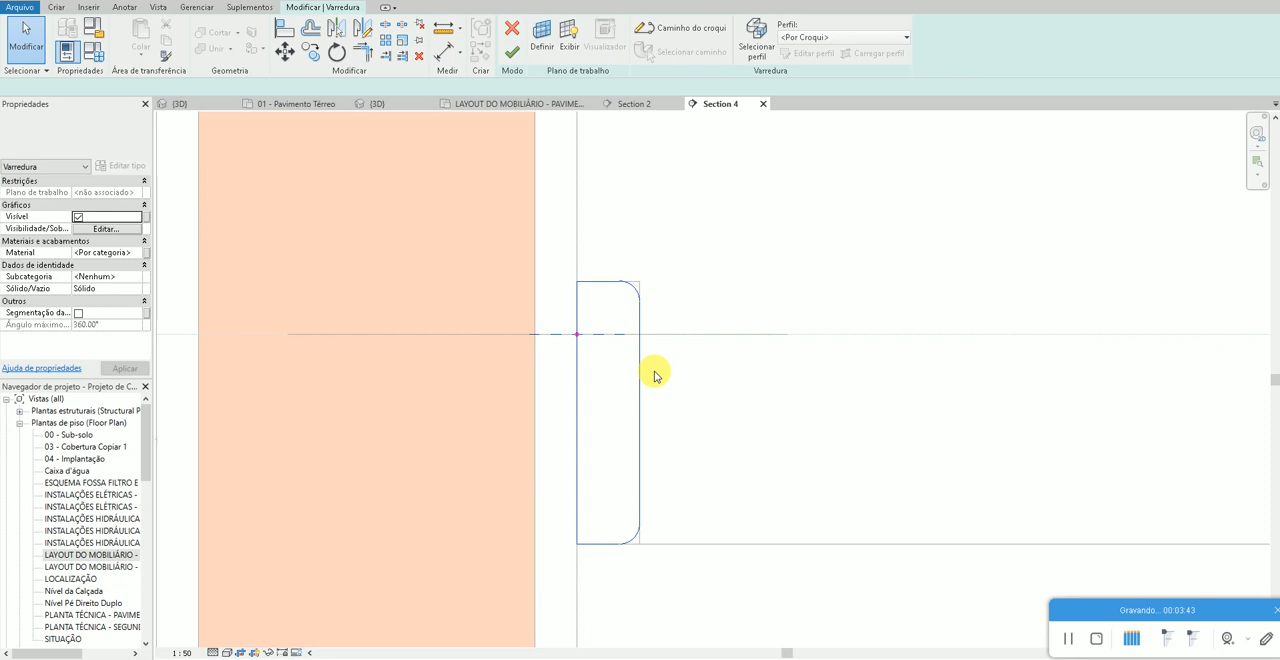 Arquivo Criar Inserir Anotar Vista Gerenciar Suplementos Modificar | Varredura
Modificar
Colar
Cortar
Unir
Definir Exibir Visualizador
Caminho do croqui
Selecionar caminho
Selecionar perfil
Perfil:
<Por Croqui>
Editar perfil Carregar perfil
Selecionar Propriedades Área de transferência Geometria Modificar Medir Criar Modo Plano de trabalho Varredura
Propriedades
{3D} 01 - Pavimento Térreo {3D} LAYOUT DO MOBILIÁRIO - PAVIME... Section 2 Section 4
Varredura Editar tipo
Restrições
Plano de trabalho <não associado>
Gráficos
Visível
Visibilidade/Sob... Editar...
Materiais e acabamentos
Material <Por categoria>
Dados de identidade
Subcategoria <Nenhum>
Sólido/Vazio Sólido
Outros
Segmentação da...
Ângulo máximo... 360.00°
Ajuda de propriedades Aplicar
Navegador de projeto - Projeto de C...
Vistas (all)
Plantas estruturais (Structural P
Plantas de piso (Floor Plan)
00 - Sub-solo
03 - Cobertura Copiar 1
04 - Implantação
Caixa d'água
ESQUEMA FOSSA FILTRO E
INSTALAÇÕES ELÉTRICAS -
INSTALAÇÕES ELÉTRICAS -
INSTALAÇÕES HIDRÁULICA
INSTALAÇÕES HIDRÁULICA
INSTALAÇÕES HIDRÁULICA
LAYOUT DO MOBILIÁRIO -
LAYOUT DO MOBILIÁRIO -
LOCALIZAÇÃO
Nível da Calçada
Nível Pé Direito Duplo
PLANTA TÉCNICA - PAVIME
PLANTA TÉCNICA - SEGUN
SITUAÇÃO
1 : 50
Gravando... 00:03:43